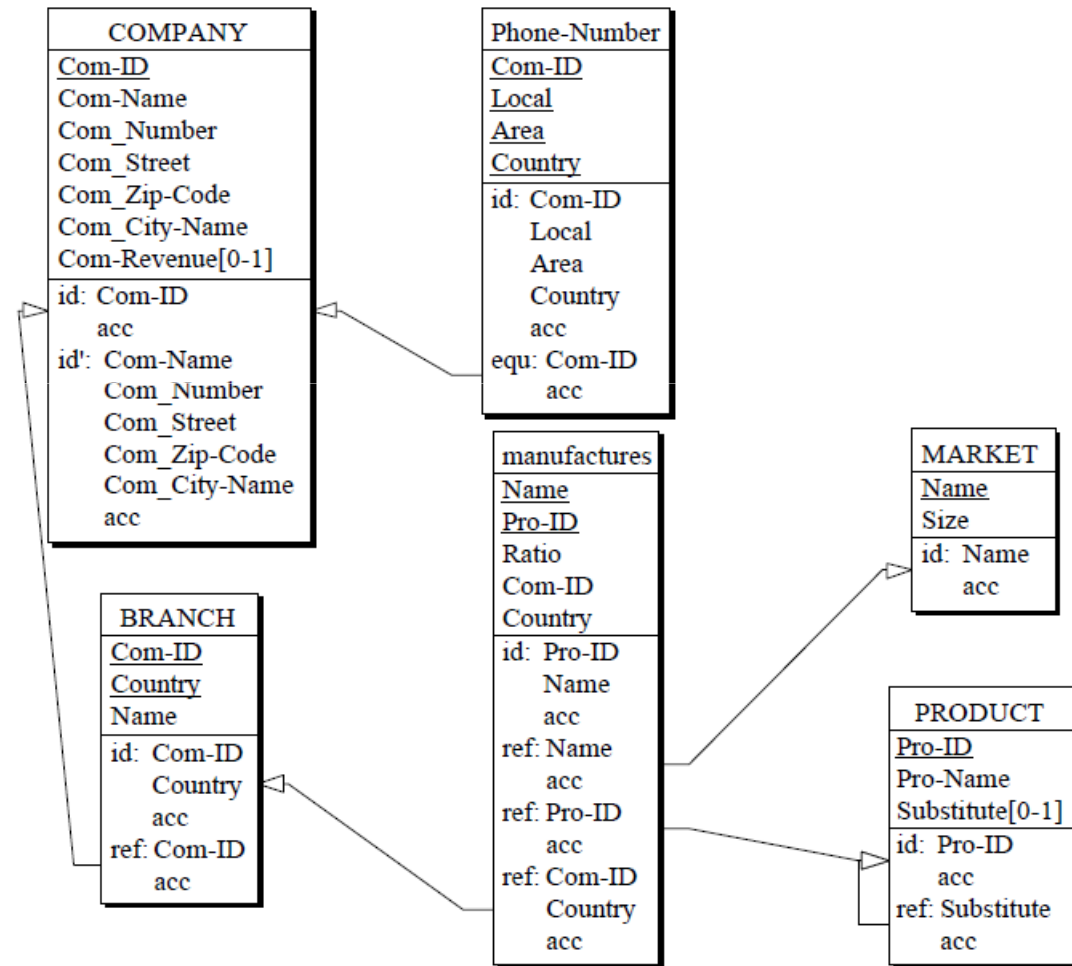 COMPANY
Com-ID
Com-Name
Com_Number
Com_Street
Com_Zip-Code
Com_City-Name
Com-Revenue[0-1]
id: Com-ID
acc
id': Com-Name
Com_Number
Com_Street
Com_Zip-Code
Com_City-Name
acc
Phone-Number
Com-ID
Local
Area
Country
id: Com-ID
Local
Area
Country
acc
equ: Com-ID
acc
manufactures
Name
Pro-ID
Ratio
Com-ID
Country
id: Pro-ID
Name
acc
ref: Name
acc
ref: Pro-ID
acc
ref: Com-ID
Country
acc
MARKET
Name
Size
id: Name
acc
BRANCH
Com-ID
Country
Name
id: Com-ID
Country
acc
ref: Com-ID
acc
PRODUCT
Pro-ID
Pro-Name
Substitute[0-1]
id: Pro-ID
acc
ref: Substitute
acc